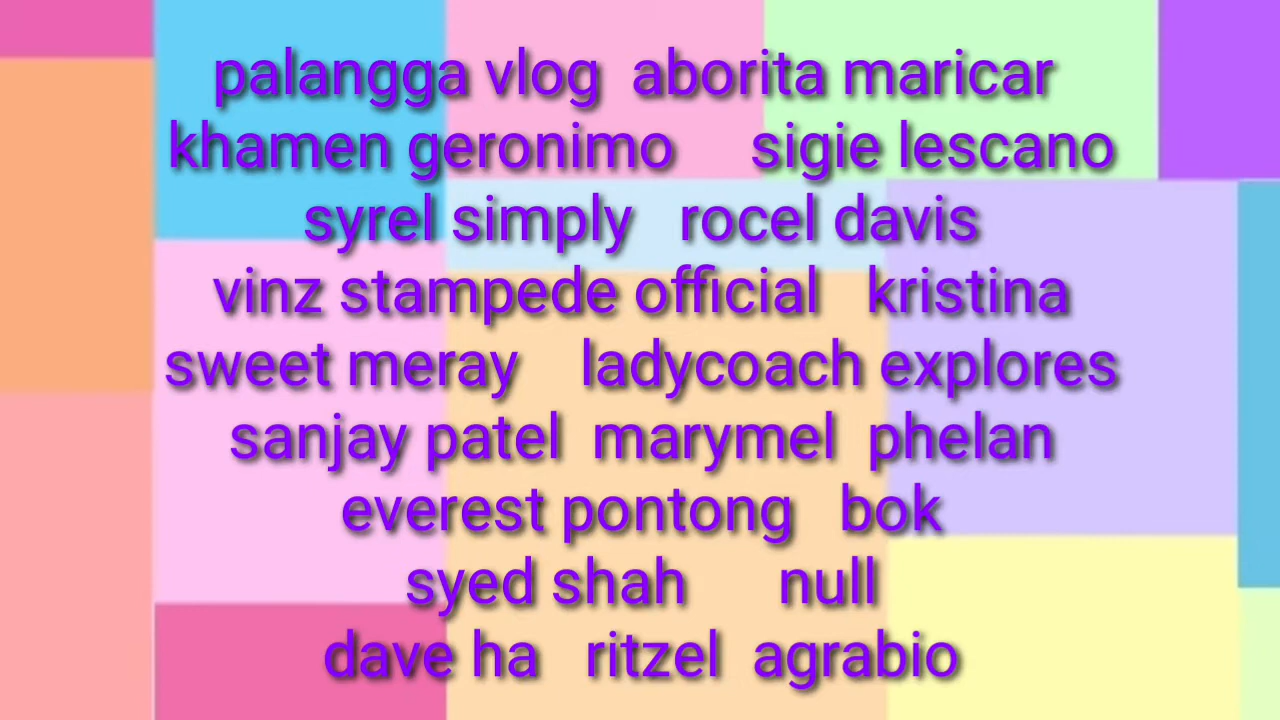 palangga vlog aborita maricar
khamen geronimo sigie lescano
syrel simply rocel davis
vinz stampede official kristina
sweet meray ladycoach explores
sanjay patel marymel phelan
everest pontong bok
syed shah null
dave ha ritzel agrabio